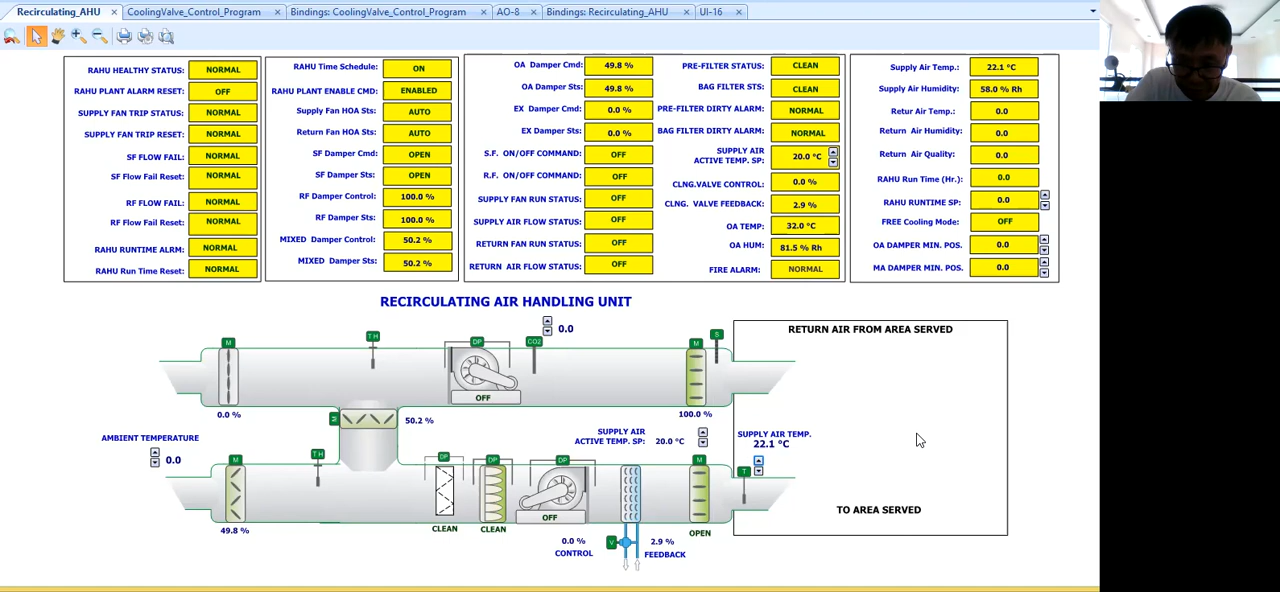 Recirculating_AHU
CoolingValve_Control_Program
Bindings: CoolingValve_Control_Program
AO-8
Bindings: Recirculating_AHU
UI-16
RAHU HEALTHY STATUS: NORMAL
RAHU PLANT ALARM RESET: OFF
SUPPLY FAN TRIP STATUS: NORMAL
SUPPLY FAN TRIP RESET: NORMAL
SF FLOW FAIL: NORMAL
SF Flow Fail Reset: NORMAL
RF FLOW FAIL: NORMAL
RF Flow Fail Reset: NORMAL
RAHU RUNTIME ALRM: NORMAL
RAHU Run Time Reset: NORMAL
RAHU Time Schedule: ON
RAHU PLANT ENABLE CMD: ENABLED
Supply Fan HOA Sts: AUTO
Return Fan HOA Sts: AUTO
SF Damper Cmd: OPEN
SF Damper Sts: OPEN
RF Damper Control: 100.0 %
RF Damper Sts: 100.0 %
MIXED Damper Control: 50.2 %
MIXED Damper Sts: 50.2 %
OA Damper Cmd: 49.8 %
OA Damper Sts: 49.8 %
EX Damper Cmd: 0.0 %
EX Damper Sts: 0.0 %
S.F. ON/OFF COMMAND: OFF
R.F. ON/OFF COMMAND: OFF
SUPPLY FAN RUN STATUS: OFF
SUPPLY AIR FLOW STATUS: OFF
RETURN FAN RUN STATUS: OFF
RETURN AIR FLOW STATUS: OFF
PRE-FILTER STATUS: CLEAN
BAG FILTER STS: CLEAN
PRE-FILTER DIRTY ALARM: NORMAL
BAG FILTER DIRTY ALARM: NORMAL
SUPPLY AIR
ACTIVE TEMP. SP: 20.0 °C
CLNG.VALVE CONTROL: 0.0 %
CLNG. VALVE FEEDBACK: 2.9 %
OA TEMP: 32.0 °C
OA HUM: 81.5 % Rh
FIRE ALARM: NORMAL
Supply Air Temp.: 22.1 °C
Supply Air Humidity: 58.0 % Rh
Retur Air Temp.: 0.0
Return Air Humidity: 0.0
Return Air Quality: 0.0
RAHU Run Time (Hr.): 0.0
RAHU RUNTIME SP: 0.0
FREE Cooling Mode: OFF
OA DAMPER MIN. POS. 0.0
MA DAMPER MIN. POS. 0.0
RECIRCULATING AIR HANDLING UNIT
0.0
RETURN AIR FROM AREA SERVED
M
T H
DP
CO2
M
S
OFF
0.0 %
M
50.2 %
100.0 %
AMBIENT TEMPERATURE
0.0
SUPPLY AIR
ACTIVE TEMP. SP: 20.0 °C
SUPPLY AIR TEMP.
22.1 °C
M
T H
DP
DP
DP
M
T
TO AREA SERVED
OFF
49.8 %
CLEAN
CLEAN
OPEN
0.0 %
CONTROL
V
2.9 %
FEEDBACK